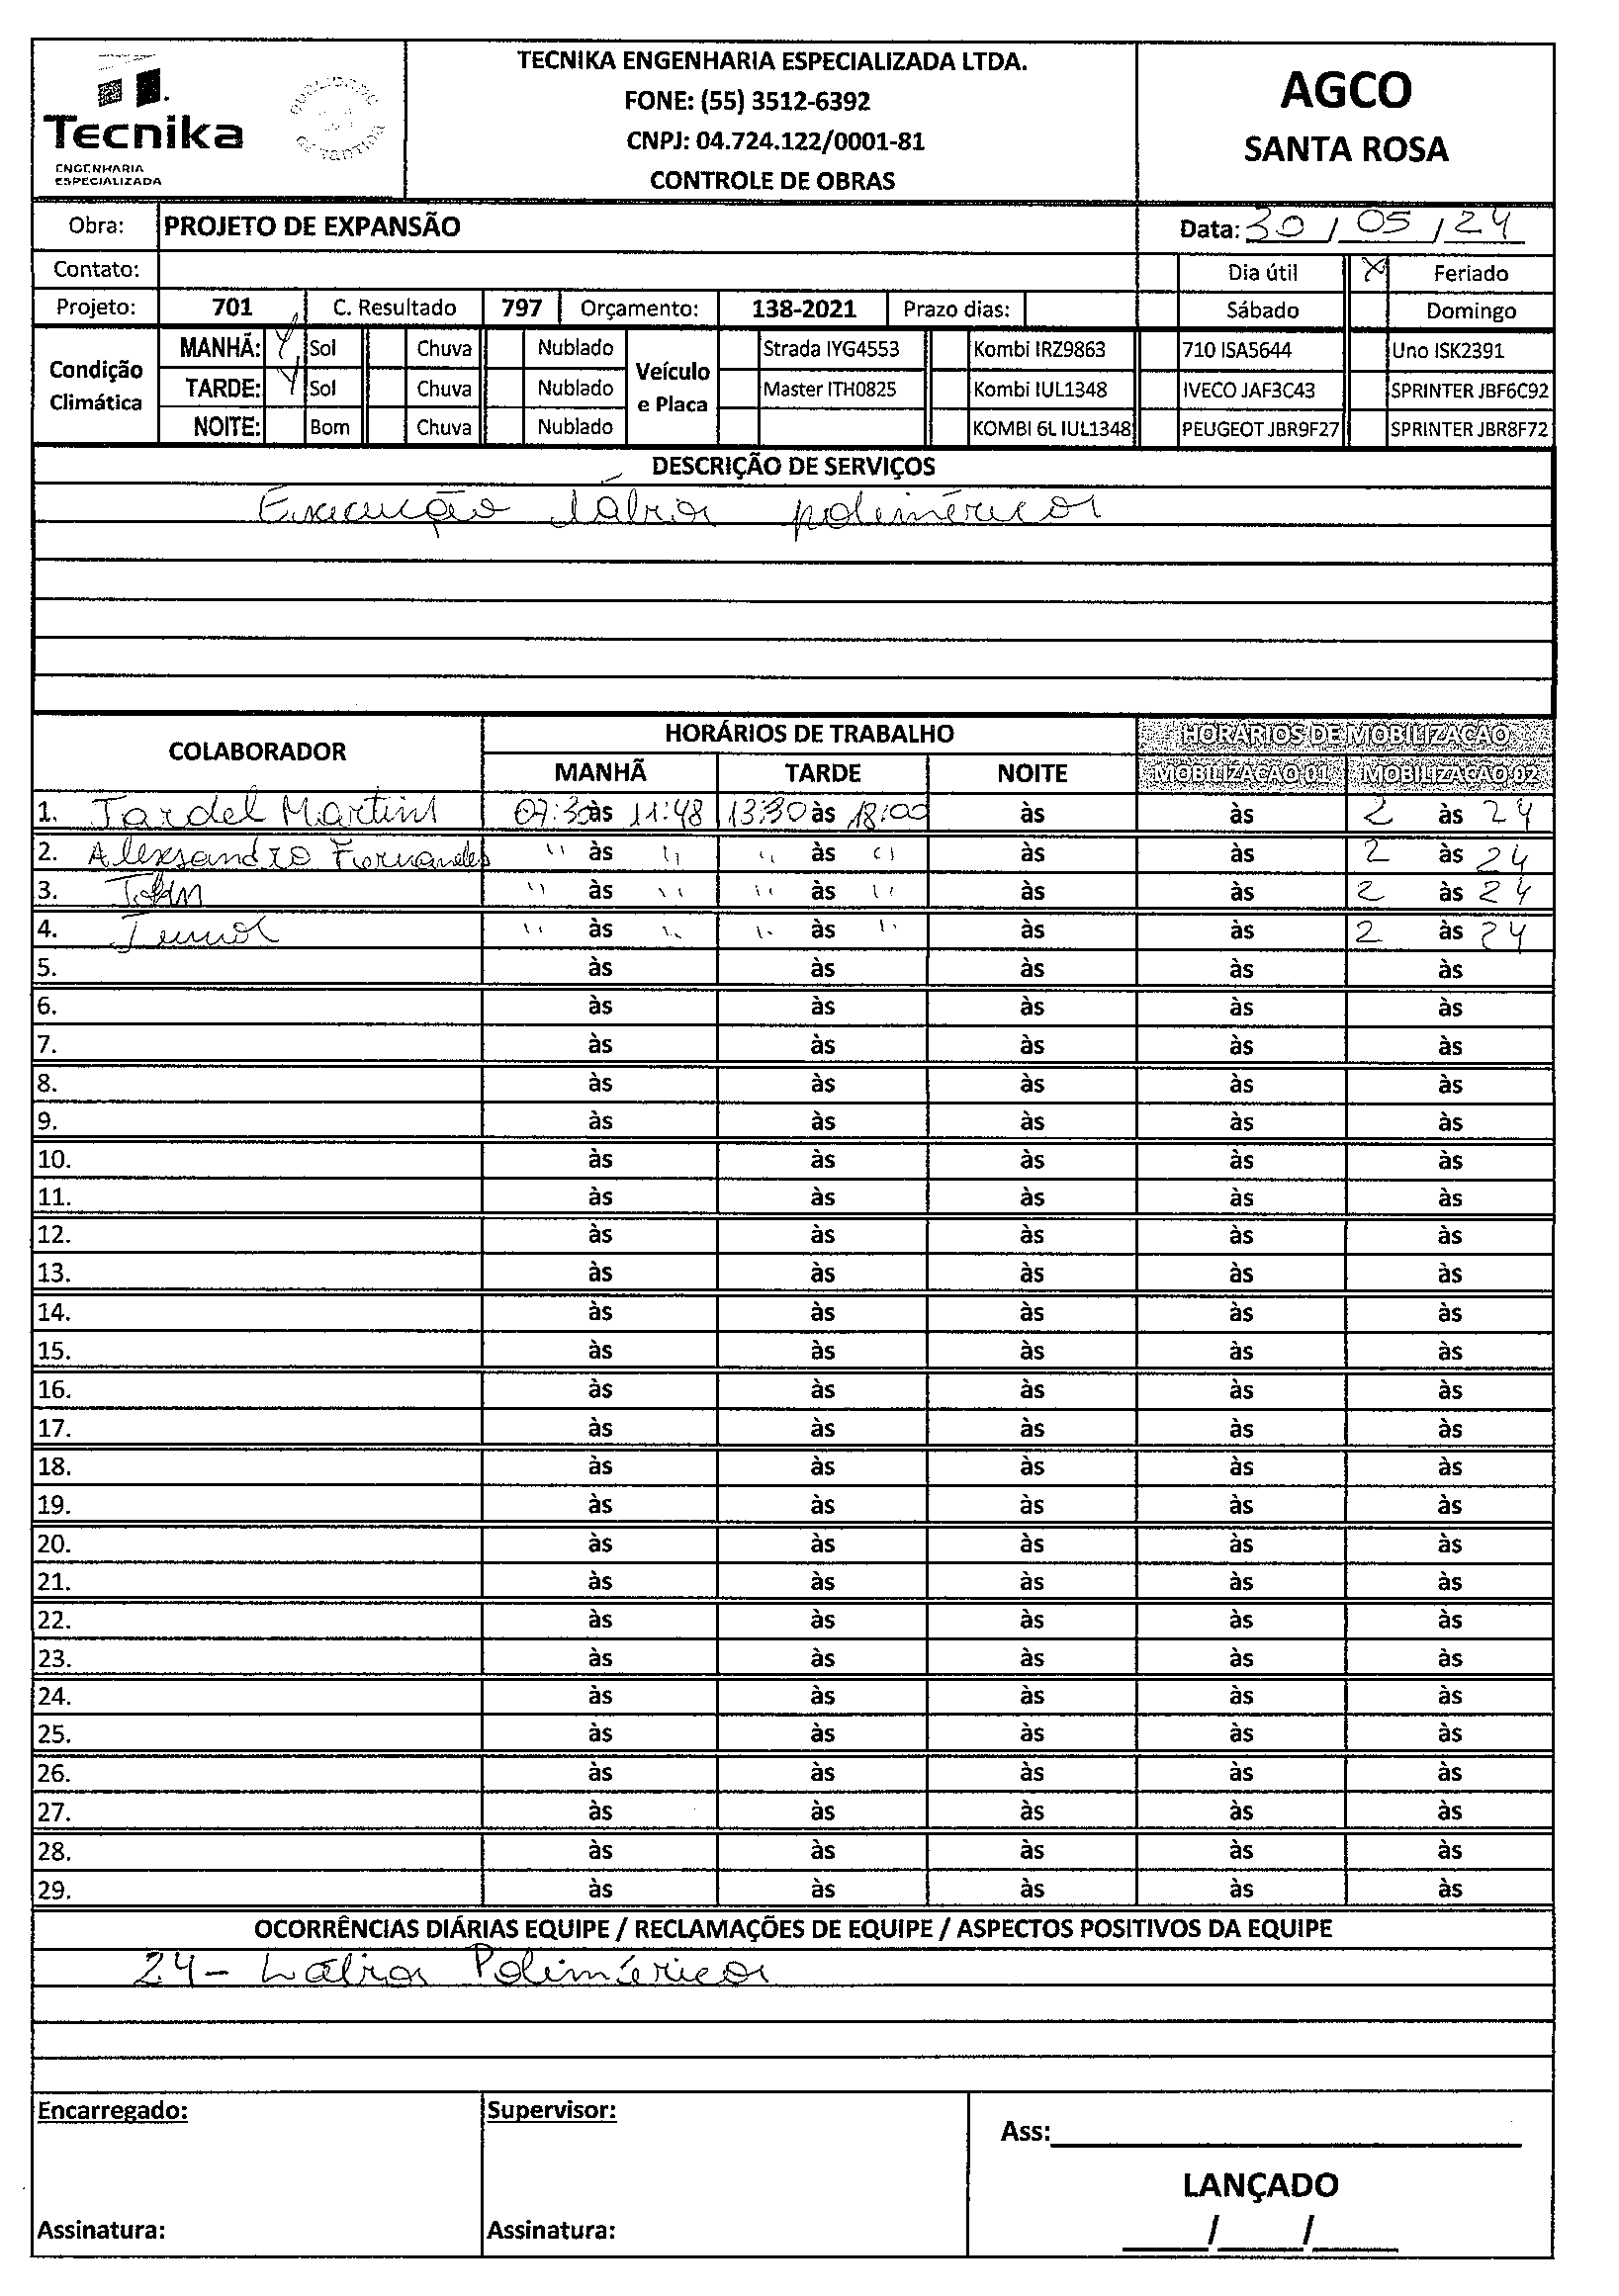 Tecnika
ENGENHARIA
ESPECIALIZADA
TECNIKA ENGENHARIA ESPECIALIZADA LTDA.
FONE: (55) 3512-6392
CNPJ: 04.724.122/0001-81
CONTROLE DE OBRAS
AGCO
SANTA ROSA
Obra: PROJETO DE EXPANSÃO Data: 30/05/24
Contato: Dia útil X Feriado
Projeto: 701 C. Resultado 797 Orçamento: 138-2021 Prazo dias: Sábado Domingo
Condição Climática
MANHÃ: Sol Chuva Nublado
TARDE: Sol Chuva Nublado
NOITE: Bom Chuva Nublado
Veículo e Placa
Strada IYG4553 Kombi IRZ9863 710 ISA5644 Uno ISK2391
Master ITH0825 Kombi IUL1348 IVECO JAF3C43 SPRINTER JBF6C92
KOMBI 6L IUL1348 PEUGEOT JBR9F27 SPRINTER JBR8F72
DESCRIÇÃO DE SERVIÇOS
Execução lábios poliméricos
COLABORADOR HORÁRIOS DE TRABALHO HORÁRIOS DE MOBILIZACÃO
MANHÃ TARDE NOITE MOBILIZACAO 01 MOBILIZACAO 02
1. Tardel Martins 07:30 às 11:48 13:30 às 18:00 às às 2 às 24
2. Alexsandro Fernandes " às " " às " às às 2 às 24
3. John " às " " às " às às 2 às 24
4. " às " " às " às às 2 às 24
5. às às às às às
6. às às às às às
7. às às às às às
8. às às às às às
9. às às às às às
10. às às às às às
11. às às às às às
12. às às às às às
13. às às às às às
14. às às às às às
15. às às às às às
16. às às às às às
17. às às às às às
18. às às às às às
19. às às às às às
20. às às às às às
21. às às às às às
22. às às às às às
23. às às às às às
24. às às às às às
25. às às às às às
26. às às às às às
27. às às às às às
28. às às às às às
29. às às às às às
OCORRÊNCIAS DIÁRIAS EQUIPE / RECLAMAÇÕES DE EQUIPE / ASPECTOS POSITIVOS DA EQUIPE
24 - Lábios Poliméricos
Encarregado: Supervisor:
Ass:
LANÇADO
Assinatura: Assinatura: / /